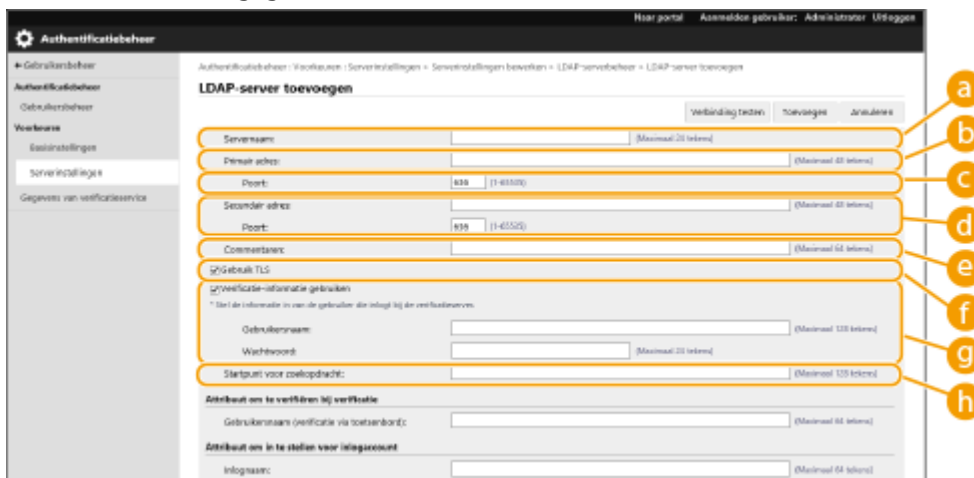 Naar portal Aanmelden gebruiker: Administrator Uitloggen
Authentificatiebeheer
Gebruikersbeheer
Authentificatiebeheer : Voorkeuren : Serverinstellingen > Serverinstellingen bewerken > LDAP-serverbeheer > LDAP-server toevoegen
Authentificatiebeheer
LDAP-server toevoegen
a
Gebruikersbeheer
Verbinding testen Toevoegen Annuleren
Voorkeuren
b
Basisinstellingen
Servernaam: (Maximaal 24 tekens)
Primair adres: (Maximaal 48 tekens)
Serverinstellingen
c
Poort: 636 (1-65535)
Gegevens van verificatieservice
Secundair adres: (Maximaal 48 tekens)
d
Poort: 636 (1-65535)
Commentaren: (Maximaal 64 tekens)
e
Gebruik TLS
Verificatie-informatie gebruiken
f
* Stel de informatie in van de gebruiker die inlogt bij de verificatieserver.
Gebruikersnaam: (Maximaal 128 tekens)
g
Wachtwoord: (Maximaal 24 tekens)
Startpunt voor zoekopdracht: (Maximaal 128 tekens)
h
Attribuut om te verifiëren bij verificatie
Gebruikersnaam (verificatie via toetsenbord): (Maximaal 64 tekens)
Attribuut om in te stellen voor inlogaccount
Inlognaam: (Maximaal 64 tekens)